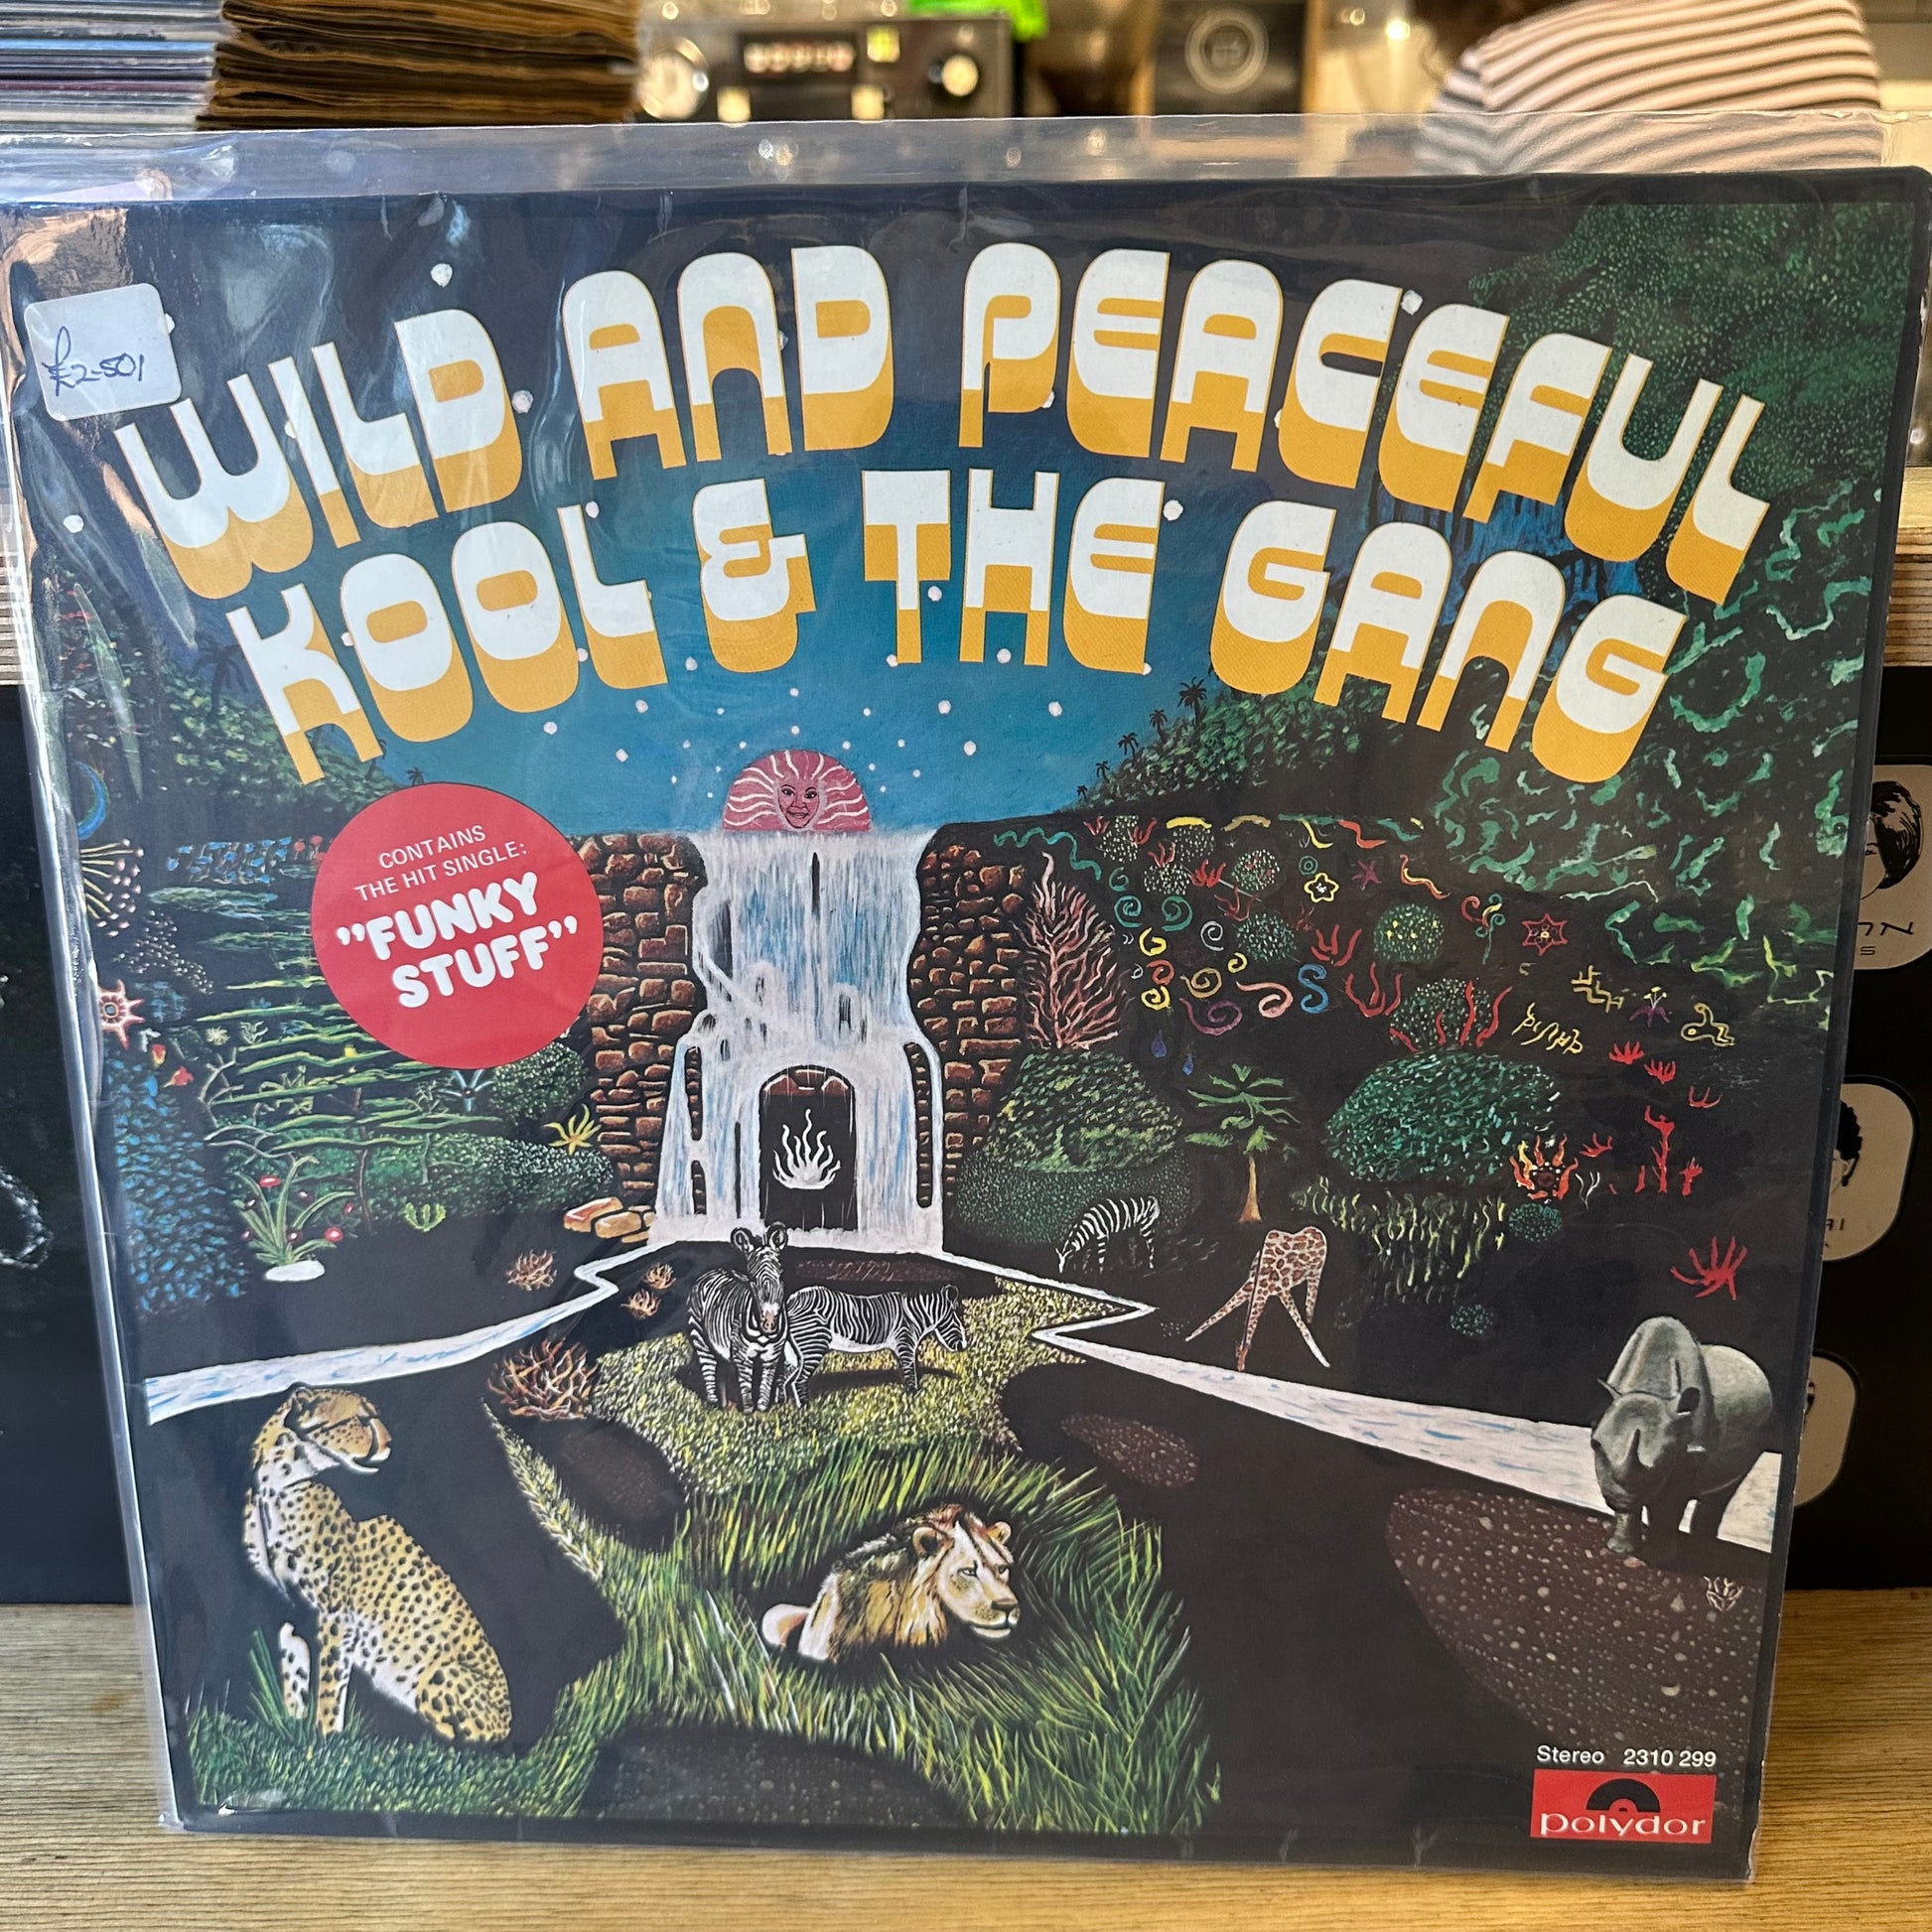 £2-50
WILD AND PEACEFUL
KOOL & THE GANG
CONTAINS
THE HIT SINGLE:
"FUNKY
STUFF"
Stereo 2310 299
polydor